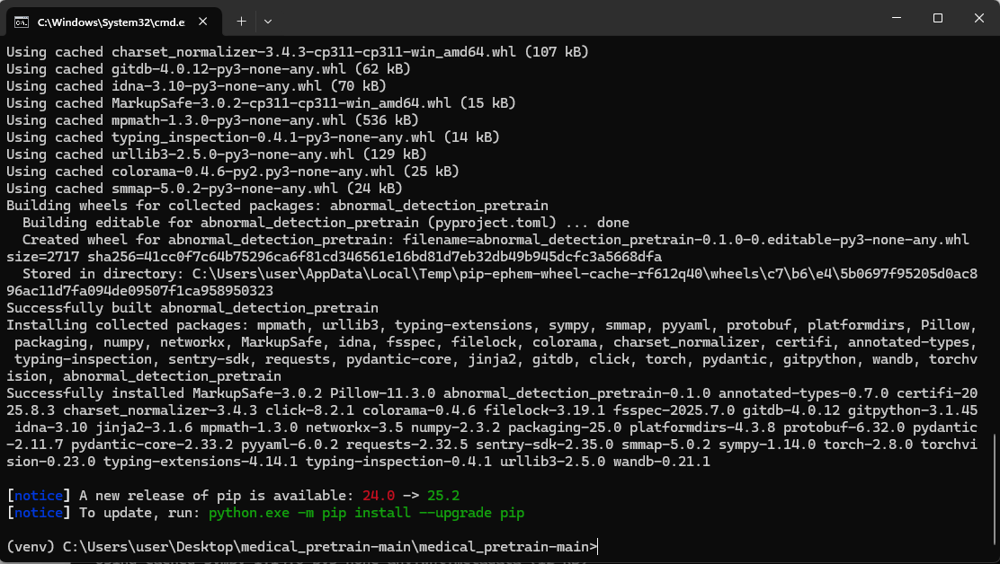 C:\Windows\System32\cmd.e
Using cached charset_normalizer-3.4.3-cp311-cp311-win_amd64.whl (107 kB)
Using cached gitdb-4.0.12-py3-none-any.whl (62 kB)
Using cached idna-3.10-py3-none-any.whl (70 kB)
Using cached MarkupSafe-3.0.2-cp311-cp311-win_amd64.whl (15 kB)
Using cached mpmath-1.3.0-py3-none-any.whl (536 kB)
Using cached typing_inspection-0.4.1-py3-none-any.whl (14 kB)
Using cached urllib3-2.5.0-py3-none-any.whl (129 kB)
Using cached colorama-0.4.6-py2.py3-none-any.whl (25 kB)
Using cached smmap-5.0.2-py3-none-any.whl (24 kB)
Building wheels for collected packages: abnormal_detection_pretrain
  Building editable for abnormal_detection_pretrain (pyproject.toml) ... done
  Created wheel for abnormal_detection_pretrain: filename=abnormal_detection_pretrain-0.1.0-0.editable-py3-none-any.whl
size=2717 sha256=41cc0f7c64b75296ca6f81cd346561e16bd81d7eb32db49b945dcfc3a5668dfa
  Stored in directory: C:\Users\user\AppData\Local\Temp\pip-ephem-wheel-cache-rf612q40\wheels\c7\b6\e4\5b0697f95205d0ac8
96ac11d7fa094de09507f1ca958950323
Successfully built abnormal_detection_pretrain
Installing collected packages: mpmath, urllib3, typing-extensions, sympy, smmap, pyyaml, protobuf, platformdirs, Pillow,
 packaging, numpy, networkx, MarkupSafe, idna, fsspec, filelock, colorama, charset_normalizer, certifi, annotated-types,
 typing-inspection, sentry-sdk, requests, pydantic-core, jinja2, gitdb, click, torch, pydantic, gitpython, wandb, torchv
ision, abnormal_detection_pretrain
Successfully installed MarkupSafe-3.0.2 Pillow-11.3.0 abnormal_detection_pretrain-0.1.0 annotated-types-0.7.0 certifi-20
25.8.3 charset_normalizer-3.4.3 click-8.2.1 colorama-0.4.6 filelock-3.19.1 fsspec-2025.7.0 gitdb-4.0.12 gitpython-3.1.45
 idna-3.10 jinja2-3.1.6 mpmath-1.3.0 networkx-3.5 numpy-2.3.2 packaging-25.0 platformdirs-4.3.8 protobuf-6.32.0 pydantic
-2.11.7 pydantic-core-2.33.2 pyyaml-6.0.2 requests-2.32.5 sentry-sdk-2.35.0 smmap-5.0.2 sympy-1.14.0 torch-2.8.0 torchvi
sion-0.23.0 typing-extensions-4.14.1 typing-inspection-0.4.1 urllib3-2.5.0 wandb-0.21.1
[notice] A new release of pip is available: 24.0 -> 25.2
[notice] To update, run: python.exe -m pip install --upgrade pip
(venv) C:\Users\user\Desktop\medical_pretrain-main\medical_pretrain-main>